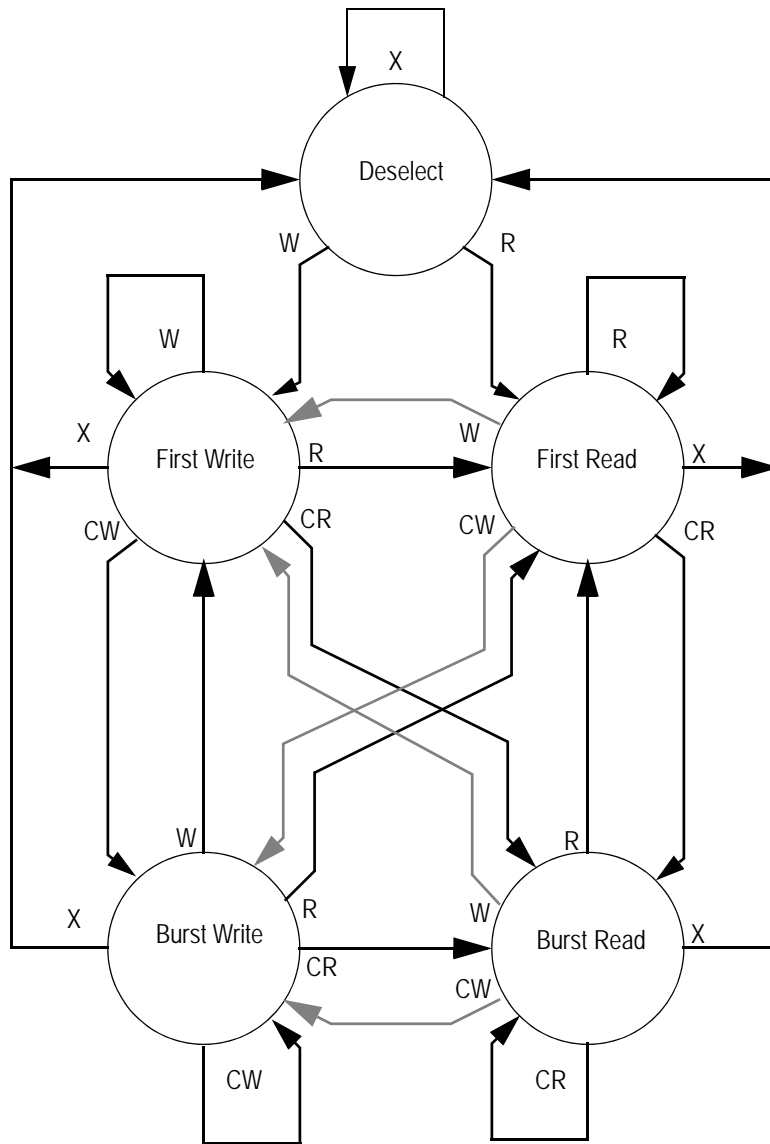 X
Deselect
W
R
W
R
X
W
First Write
R
First Read
X
CW
CR
CW
CR
W
R
X
R
W
Burst Write
Burst Read
X
CR
CW
CW
CR